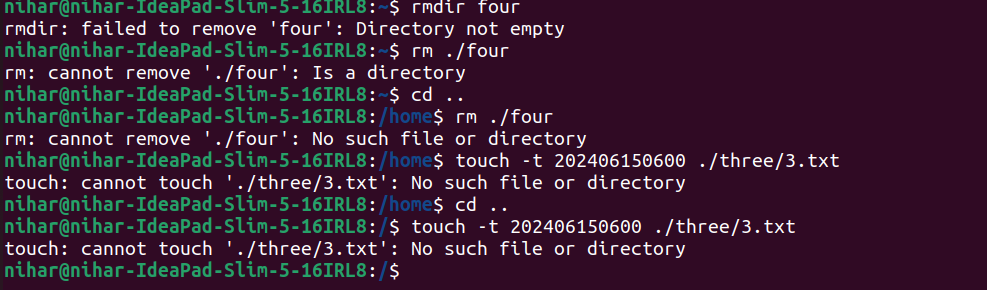 nihar@nihar-IdeaPad-Slim-5-16IRL8:~$ rmdir four
rmdir: failed to remove 'four': Directory not empty
nihar@nihar-IdeaPad-Slim-5-16IRL8:~$ rm ./four
rm: cannot remove './four': Is a directory
nihar@nihar-IdeaPad-Slim-5-16IRL8:~$ cd ..
nihar@nihar-IdeaPad-Slim-5-16IRL8:/home$ rm ./four
rm: cannot remove './four': No such file or directory
nihar@nihar-IdeaPad-Slim-5-16IRL8:/home$ touch -t 202406150600 ./three/3.txt
touch: cannot touch './three/3.txt': No such file or directory
nihar@nihar-IdeaPad-Slim-5-16IRL8:/home$ cd ..
nihar@nihar-IdeaPad-Slim-5-16IRL8:/$ touch -t 202406150600 ./three/3.txt
touch: cannot touch './three/3.txt': No such file or directory
nihar@nihar-IdeaPad-Slim-5-16IRL8:/$